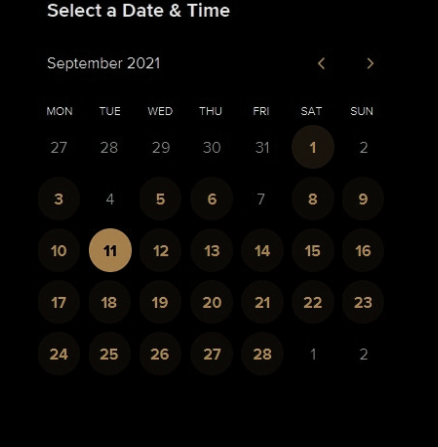 Select a Date & Time
September 2021
MON TUE WED THU FRI SAT SUN
27 28 29 30 31 1 2
3 4 5 6 7 8 9
10 11 12 13 14 15 16
17 18 19 20 21 22 23
24 25 26 27 28 1 2